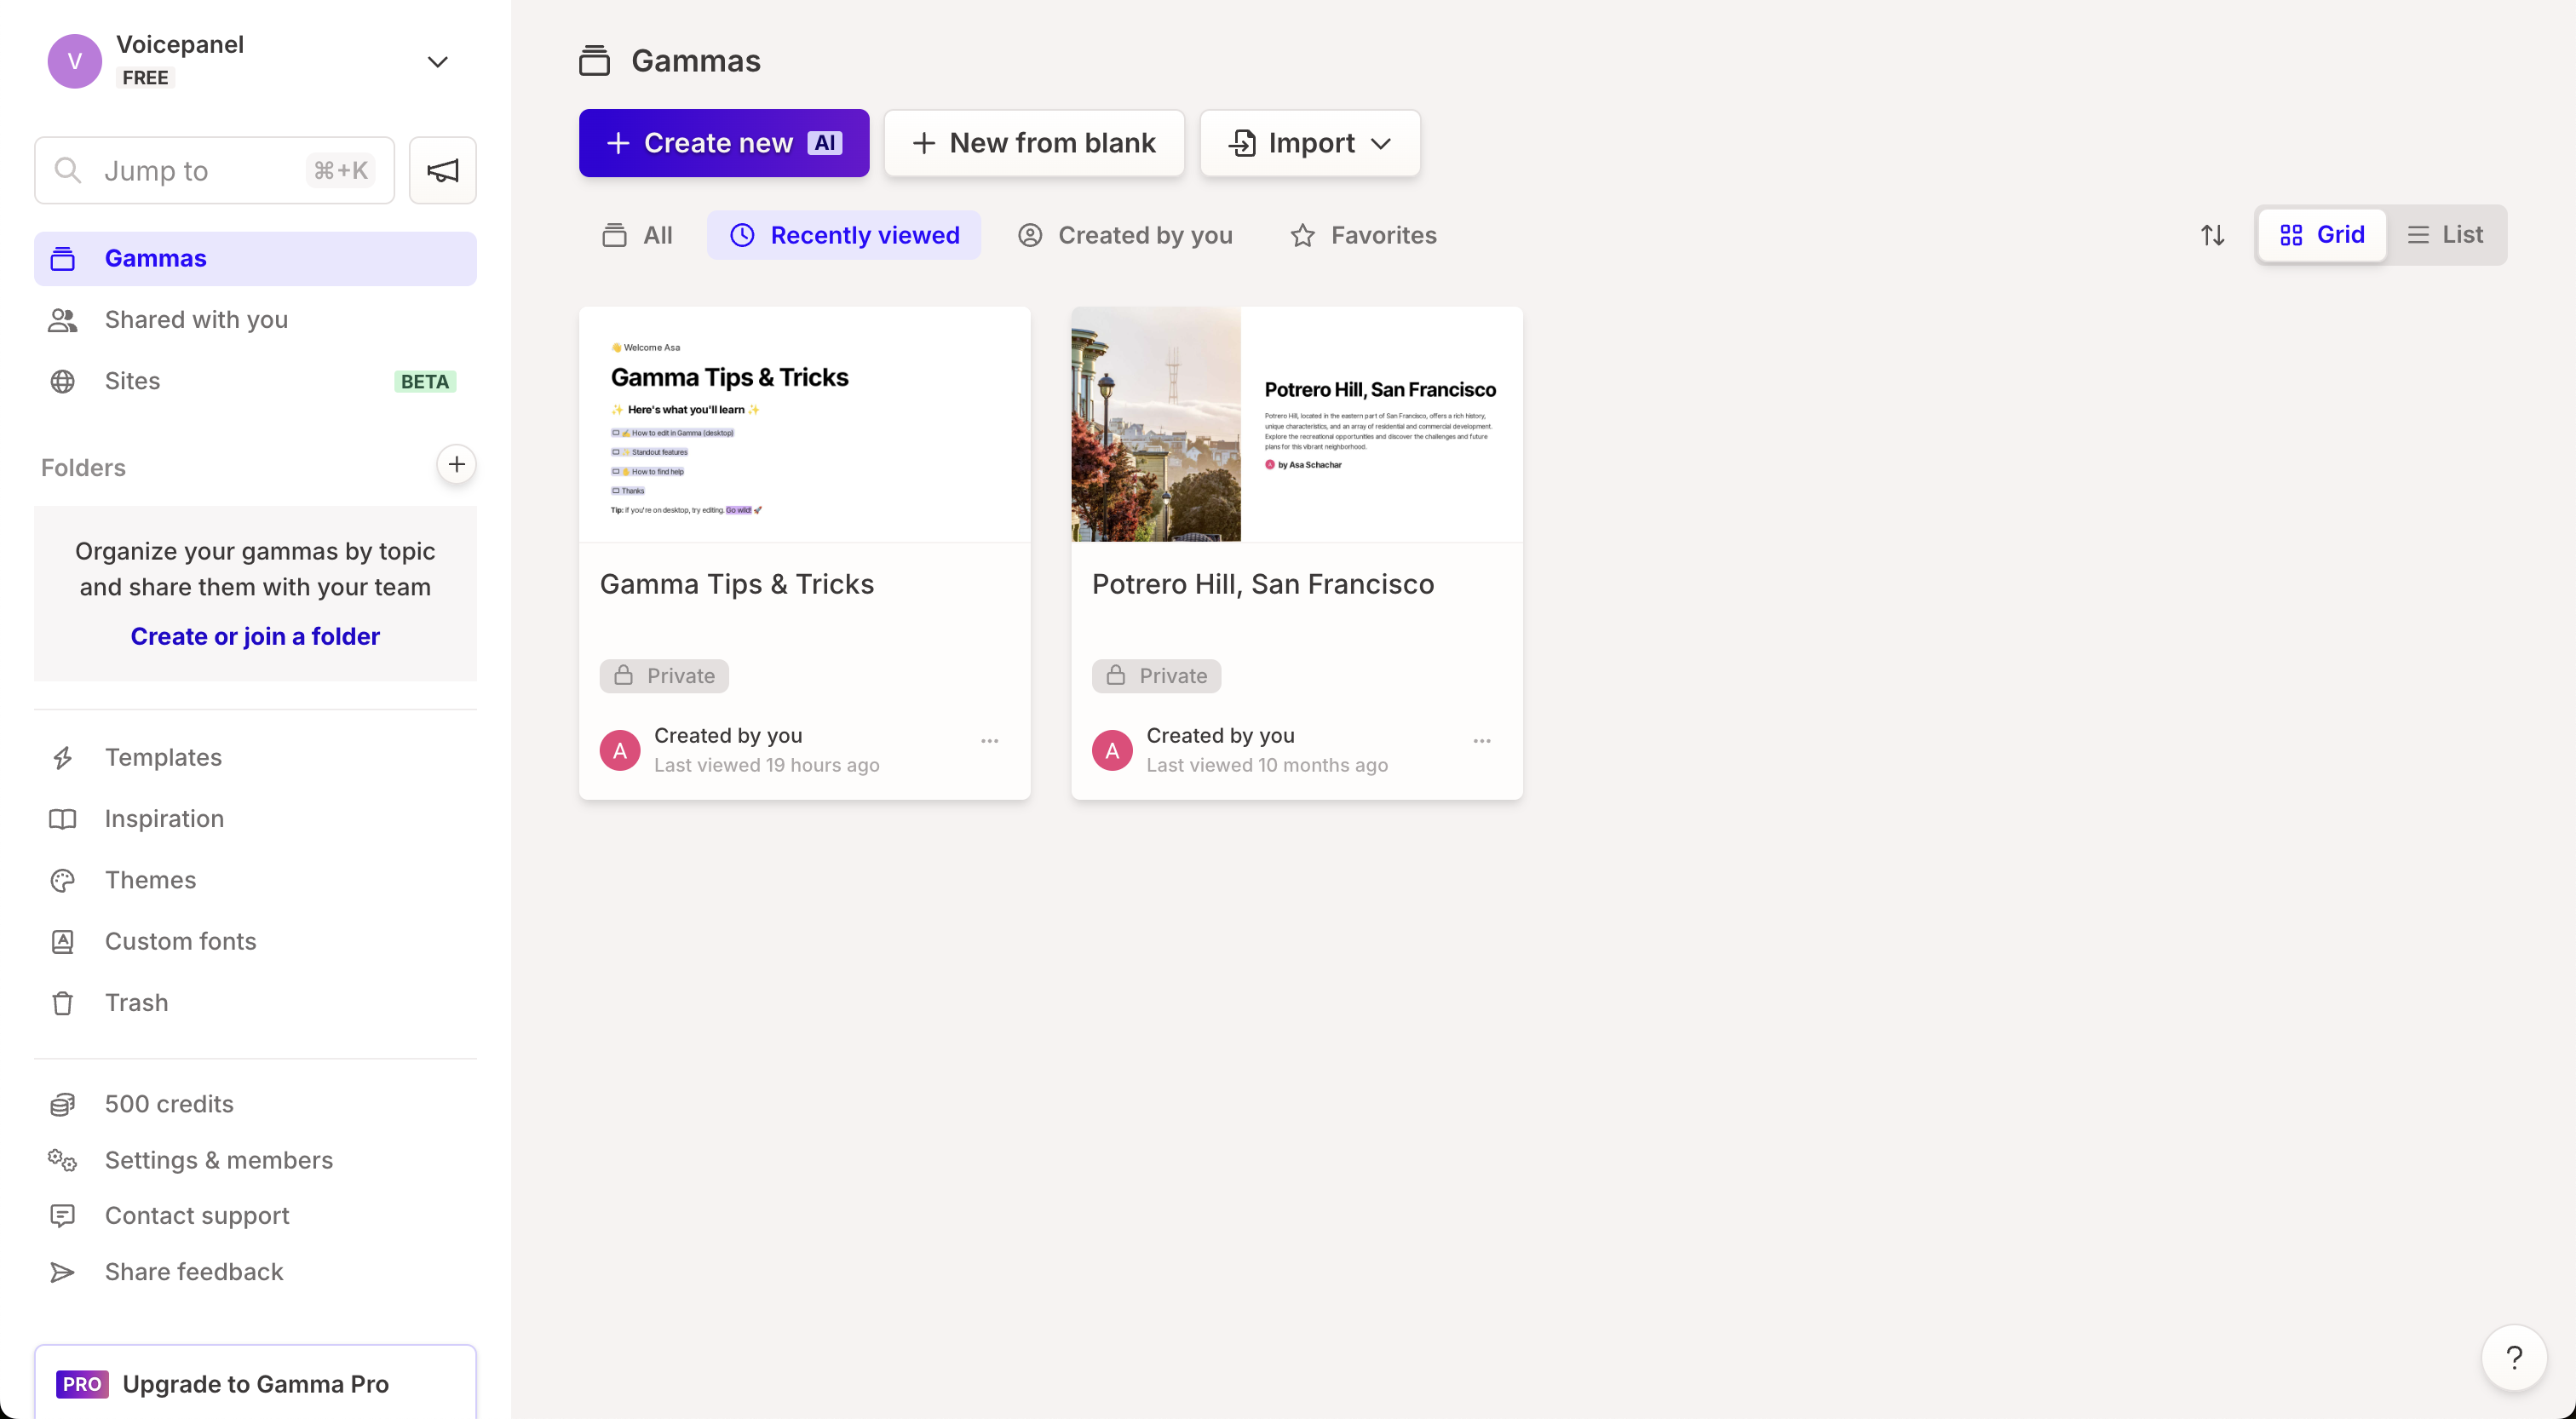 V
Voicepanel
FREE
Jump to
⌘+K
Gammas
Shared with you
Sites
BETA
Folders
Organize your gammas by topic
and share them with your team
Create or join a folder
Templates
Inspiration
Themes
Custom fonts
Trash
500 credits
Settings & members
Contact support
Share feedback
PRO Upgrade to Gamma Pro
Gammas
+ Create new AI
+ New from blank
Import
All
Recently viewed
Created by you
Favorites
Grid
List
👋 Welcome Asa
Gamma Tips & Tricks
✨ Here's what you'll learn ✨
✍️ How to edit in Gamma (desktop)
✨ Standout features
✋ How to find help
Thanks
Tip: if you're on desktop, try editing. Go wild! 🚀
Gamma Tips & Tricks
Private
A
Created by you
Last viewed 19 hours ago
Potrero Hill, San Francisco
Potrero Hill, located in the eastern part of San Francisco, offers a rich history,
unique characteristics, and an array of residential and commercial development.
Explore the recreational opportunities and discover the challenges and future
plans for this vibrant neighborhood.
A by Asa Schachar
Potrero Hill, San Francisco
Private
A
Created by you
Last viewed 10 months ago
?